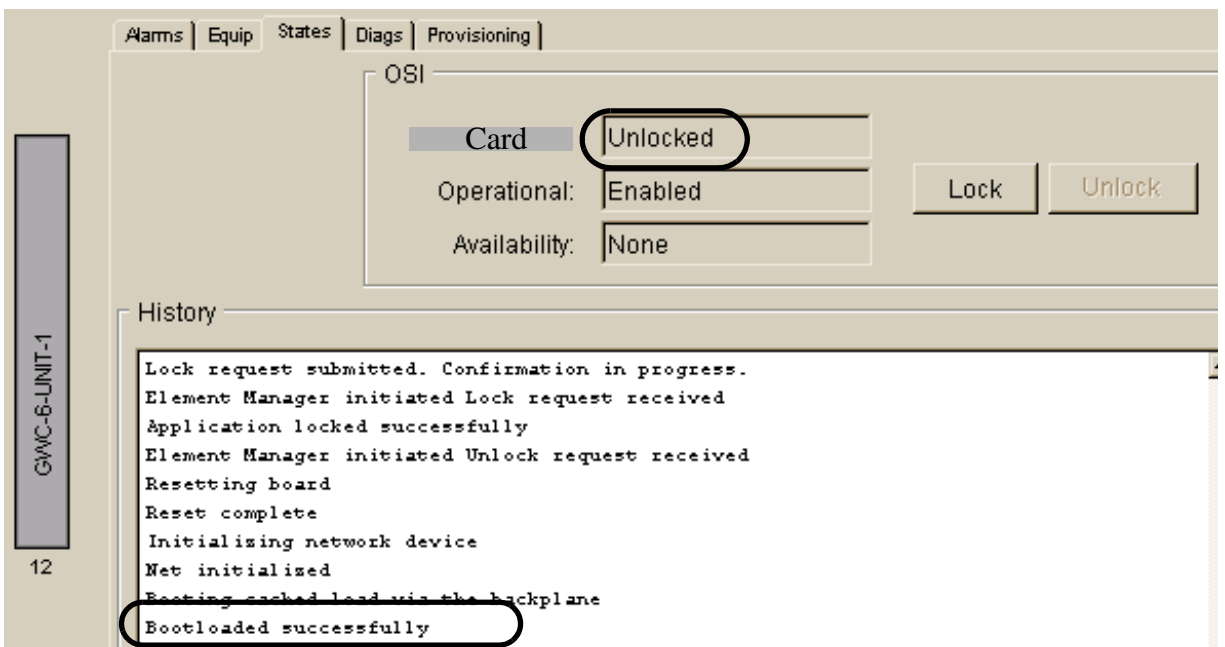 Alarms Equip States Diags Provisioning
OSI
Card Unlocked
Operational: Enabled Lock Unlock
Availability: None
History
Lock request submitted. Confirmation in progress.
Element Manager initiated Lock request received
Application locked successfully
Element Manager initiated Unlock request received
Resetting board
Reset complete
Initialising network device
Net initialised
Booting cached load via the backplane
Bootloaded successfully
GWC-6-UNIT-1
12